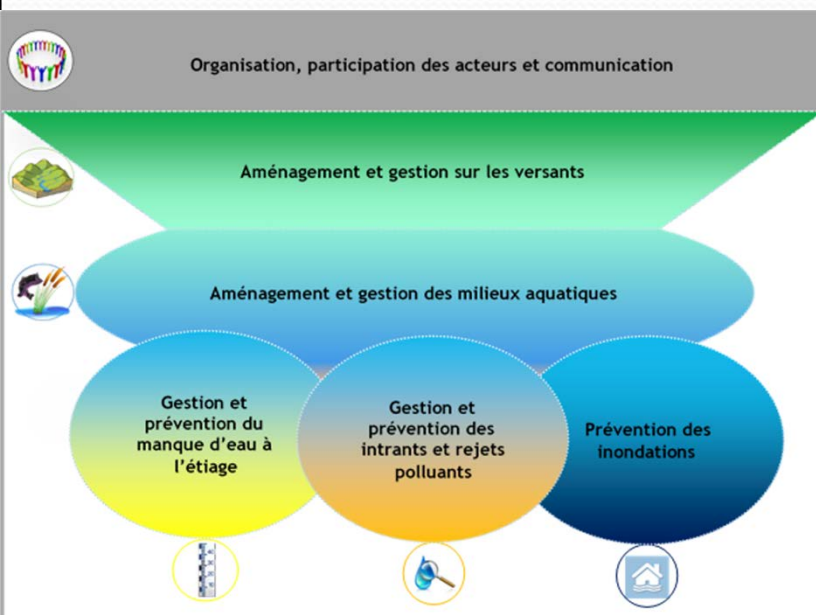 Organisation, participation des acteurs et communication
Aménagement et gestion sur les versants
Aménagement et gestion des milieux aquatiques
Gestion et
prévention du
manque d'eau à
l'étiage
Gestion et
prévention des
intrants et rejets
polluants
Prévention des
inondations